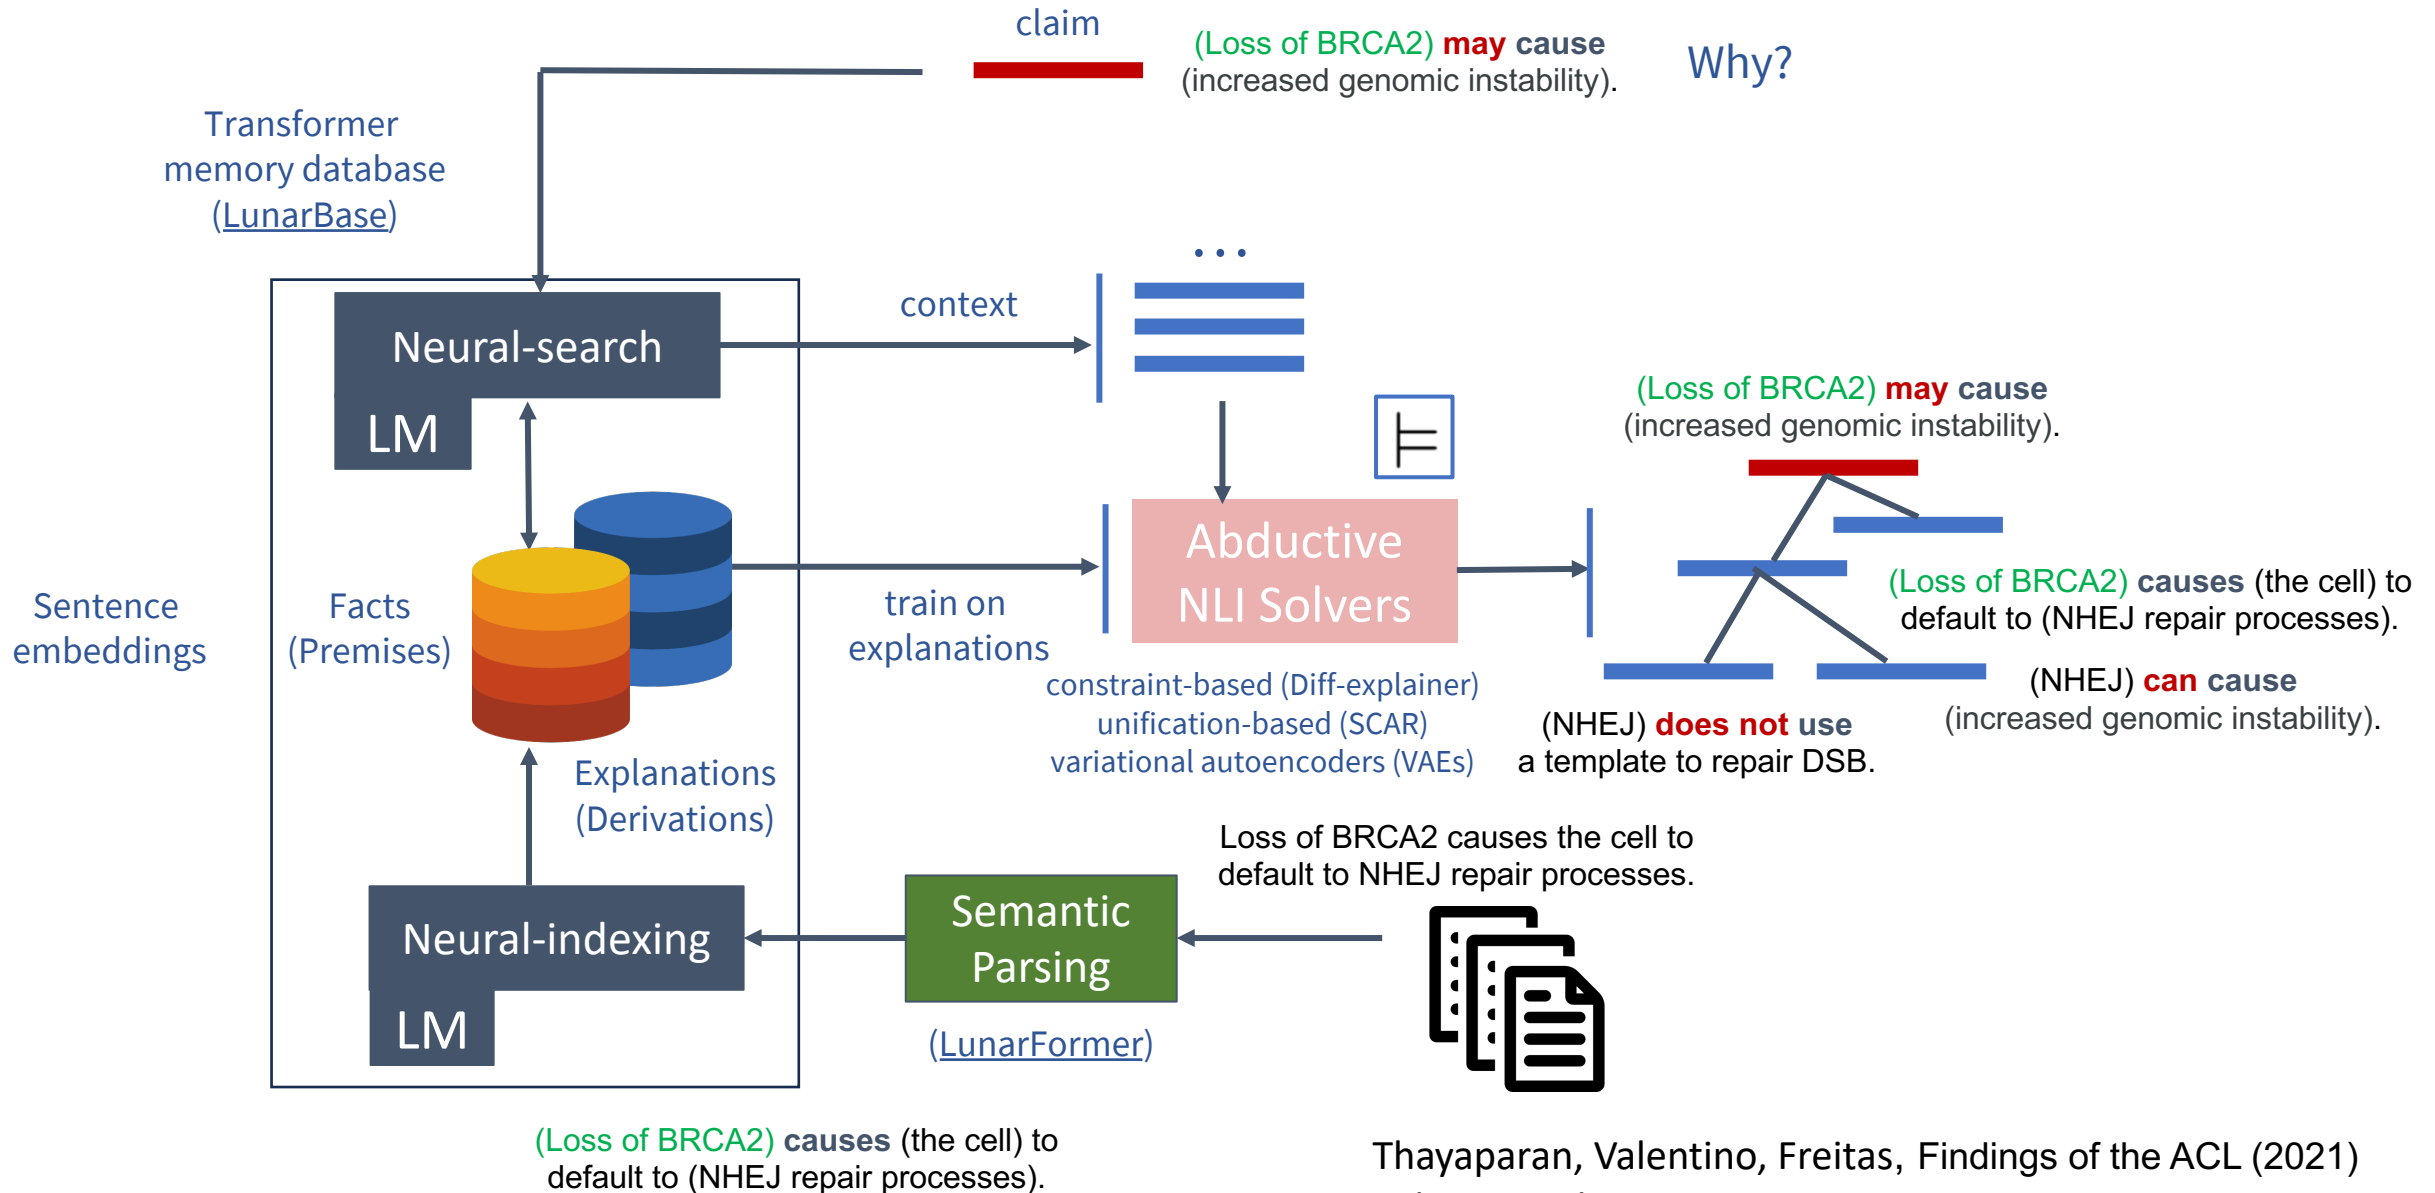 claim
(Loss of BRCA2) may cause
(increased genomic instability).
Why?
Transformer
memory database
(LunarBase)
...
Neural-search
LM
context
(Loss of BRCA2) may cause
(increased genomic instability).
Abductive
NLI Solvers
Sentence
embeddings
Facts
(Premises)
train on
explanations
(Loss of BRCA2) causes (the cell) to
default to (NHEJ repair processes).
constraint-based (Diff-explainer)
unification-based (SCAR)
variational autoencoders (VAEs)
(NHEJ) can cause
(increased genomic instability).
(NHEJ) does not use
a template to repair DSB.
Explanations
(Derivations)
Loss of BRCA2 causes the cell to
default to NHEJ repair processes.
Neural-indexing
LM
Semantic
Parsing
(LunarFormer)
(Loss of BRCA2) causes (the cell) to
default to (NHEJ repair processes).
Thayaparan, Valentino, Freitas, Findings of the ACL (2021)